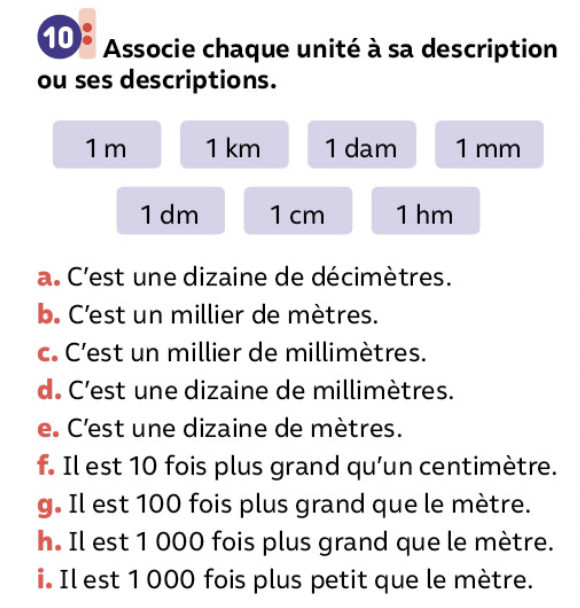 10 Associe chaque unité à sa description
ou ses descriptions.
1 m 1 km 1 dam 1 mm
1 dm 1 cm 1 hm
a. C'est une dizaine de décimètres.
b. C'est un millier de mètres.
c. C'est un millier de millimètres.
d. C'est une dizaine de millimètres.
e. C'est une dizaine de mètres.
f. Il est 10 fois plus grand qu'un centimètre.
g. Il est 100 fois plus grand que le mètre.
h. Il est 1 000 fois plus grand que le mètre.
i. Il est 1 000 fois plus petit que le mètre.